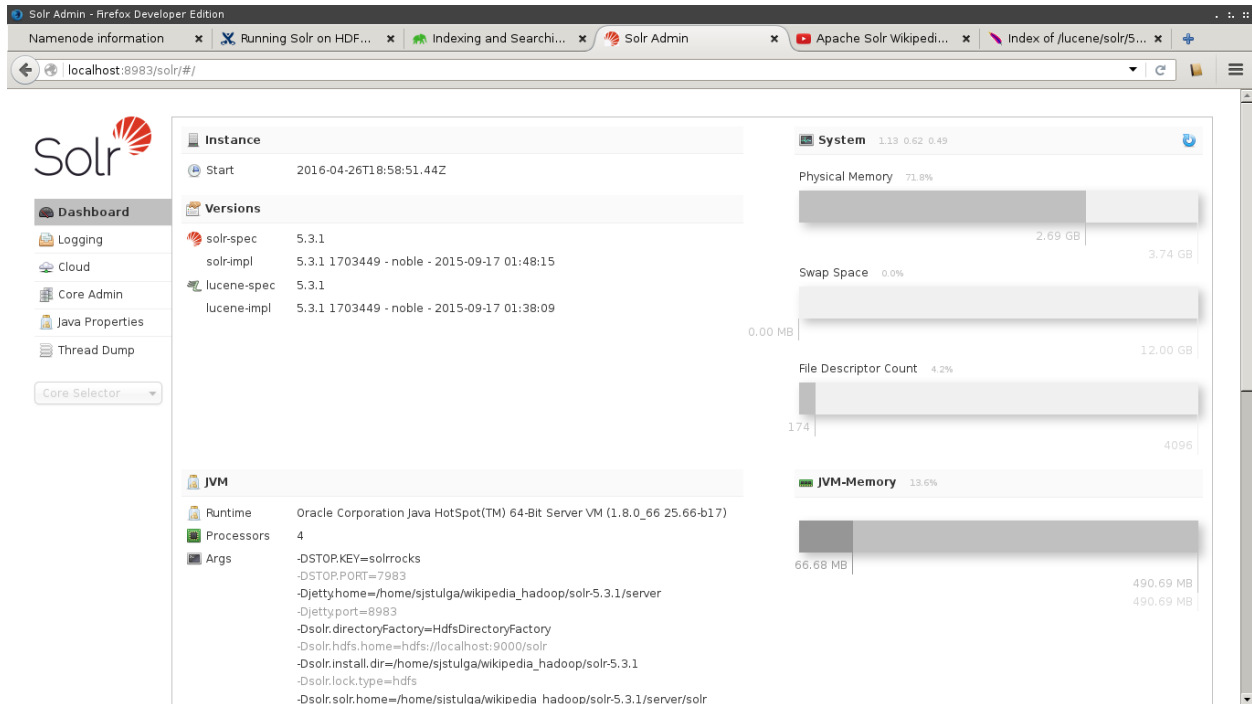 Solr Admin - Firefox Developer Edition
Namenode information
Running Solr on HDF...
Indexing and Searchi...
Solr Admin
Apache Solr Wikipedi...
Index of /lucene/solr/5...
localhost:8983/solr/#/
Solr
Dashboard
Logging
Cloud
Core Admin
Java Properties
Thread Dump
Core Selector
Instance
Start 2016-04-26T18:58:51.44Z
Versions
solr-spec 5.3.1
solr-impl 5.3.1 1703449 - noble - 2015-09-17 01:48:15
lucene-spec 5.3.1
lucene-impl 5.3.1 1703449 - noble - 2015-09-17 01:38:09
System 1.13 0.62 0.49
Physical Memory 71.8%
2.69 GB
3.74 GB
Swap Space 0.0%
0.00 MB
12.00 GB
File Descriptor Count 4.2%
174
4096
JVM
Runtime Oracle Corporation Java HotSpot(TM) 64-Bit Server VM (1.8.0_66 25.66-b17)
Processors 4
Args -DSTOP.KEY=solrrocks
-DSTOP.PORT=7983
-Djetty.home=/home/sjstulga/wikipedia_hadoop/solr-5.3.1/server
-Djetty.port=8983
-Dsolr.directoryFactory=HdfsDirectoryFactory
-Dsolr.hdfs.home=hdfs://localhost:9000/solr
-Dsolr.install.dir=/home/sjstulga/wikipedia_hadoop/solr-5.3.1
-Dsolr.lock.type=hdfs
-Dsolr.solr.home=/home/sjstulga/wikipedia_hadoop/solr-5.3.1/server/solr
JVM-Memory 13.6%
66.68 MB
490.69 MB
490.69 MB